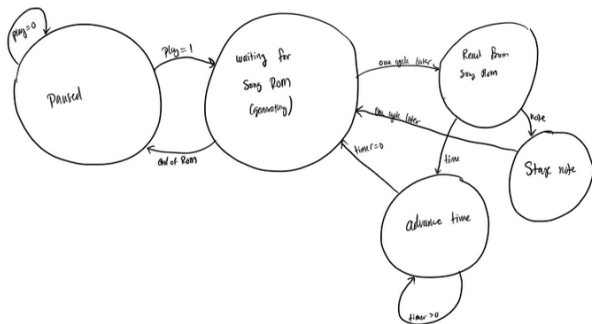 play=0
Paused
play=1
end of Rom
waiting for
Song Rom
(generating)
one cycle later
Read from
Song Rom
one cycle later
note
time
timer=0
advance time
timer>0
Stage note